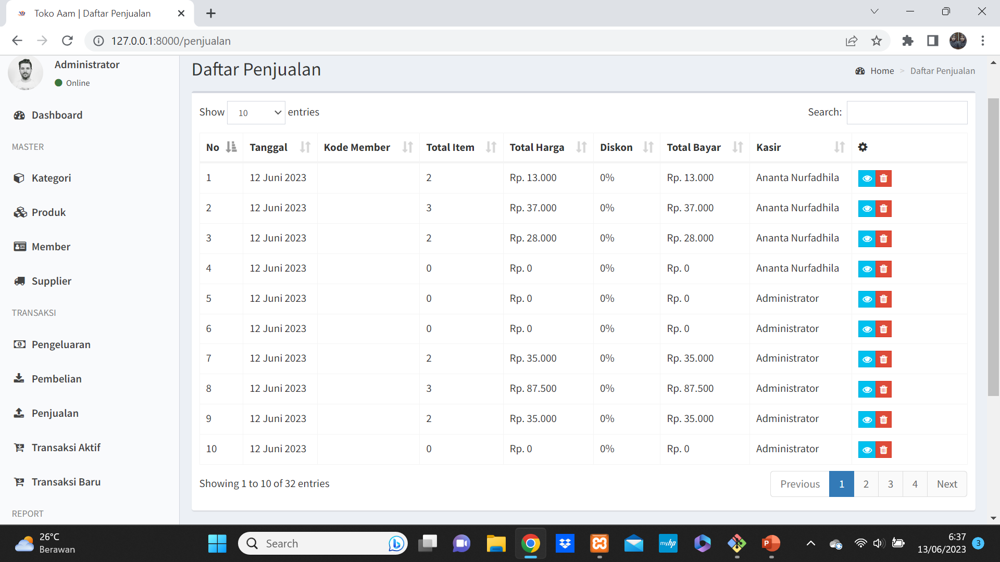 Toko Aam | Daftar Penjualan
127.0.0.1:8000/penjualan
Administrator
Online
Dashboard
MASTER
Kategori
Produk
Member
Supplier
TRANSAKSI
Pengeluaran
Pembelian
Penjualan
Transaksi Aktif
Transaksi Baru
REPORT
Daftar Penjualan
Home > Daftar Penjualan
Show 10 entries
Search:
No Tanggal Kode Member Total Item Total Harga Diskon Total Bayar Kasir
1 12 Juni 2023 2 Rp. 13.000 0% Rp. 13.000 Ananta Nurfadhila
2 12 Juni 2023 3 Rp. 37.000 0% Rp. 37.000 Ananta Nurfadhila
3 12 Juni 2023 2 Rp. 28.000 0% Rp. 28.000 Ananta Nurfadhila
4 12 Juni 2023 0 Rp. 0 0% Rp. 0 Ananta Nurfadhila
5 12 Juni 2023 0 Rp. 0 0% Rp. 0 Administrator
6 12 Juni 2023 0 Rp. 0 0% Rp. 0 Administrator
7 12 Juni 2023 2 Rp. 35.000 0% Rp. 35.000 Administrator
8 12 Juni 2023 3 Rp. 87.500 0% Rp. 87.500 Administrator
9 12 Juni 2023 2 Rp. 35.000 0% Rp. 35.000 Administrator
10 12 Juni 2023 0 Rp. 0 0% Rp. 0 Administrator
Showing 1 to 10 of 32 entries
Previous 1 2 3 4 Next
26°C
Berawan
Search
myhp
P
6:37
13/06/2023
3